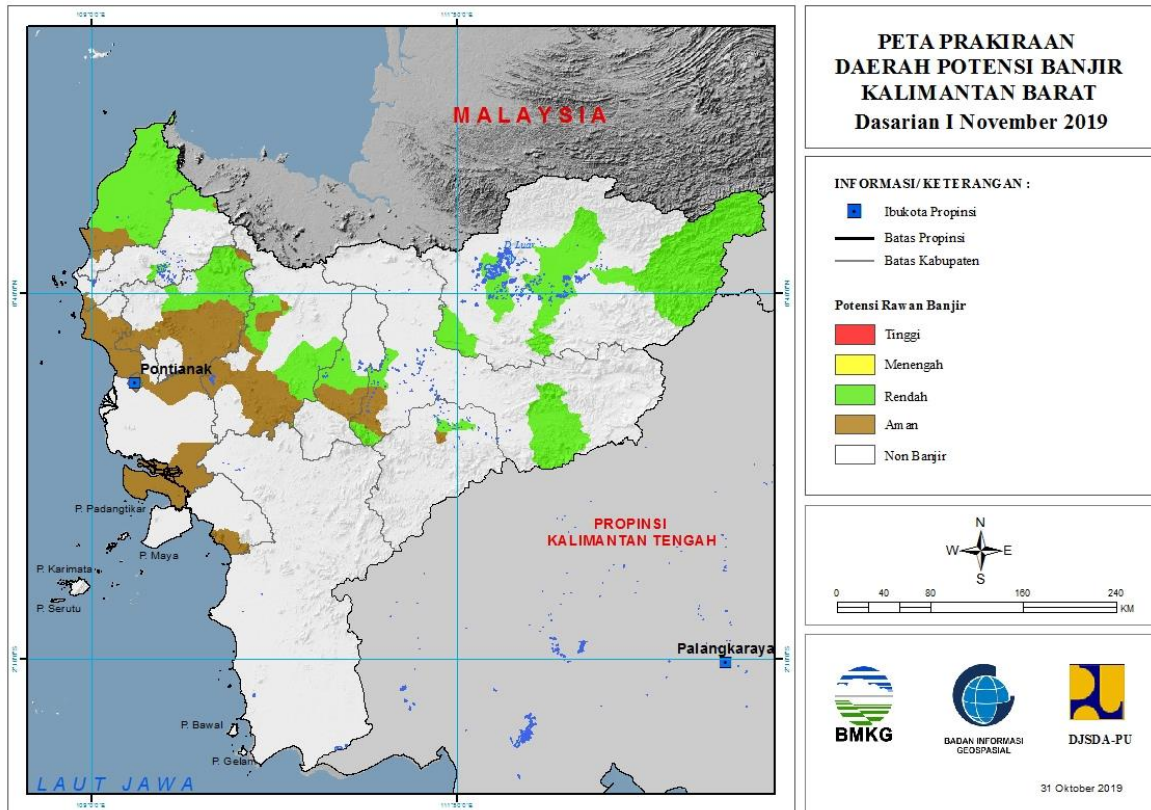 MALAYSIA
D. Luar
Pontianak
P. Padangtikar
P. Maya
P. Karimata
P. Serutu
PROPINSI
KALIMANTAN TENGAH
Palangkaraya
P. Bawal
P. Gelam
LAUT JAWA
PETA PRAKIRAAN
DAERAH POTENSI BANJIR
KALIMANTAN BARAT
Dasarian I November 2019
INFORMASI/ KETERANGAN :
Ibukota Propinsi
Batas Propinsi
Batas Kabupaten
Potensi Rawan Banjir
Tinggi
Menengah
Rendah
Aman
Non Banjir
N
W E
S
0 40 80 160 240
KM
BMKG
BADAN INFORMASI
GEOSPASIAL
DJSDA-PU
31 Oktober 2019